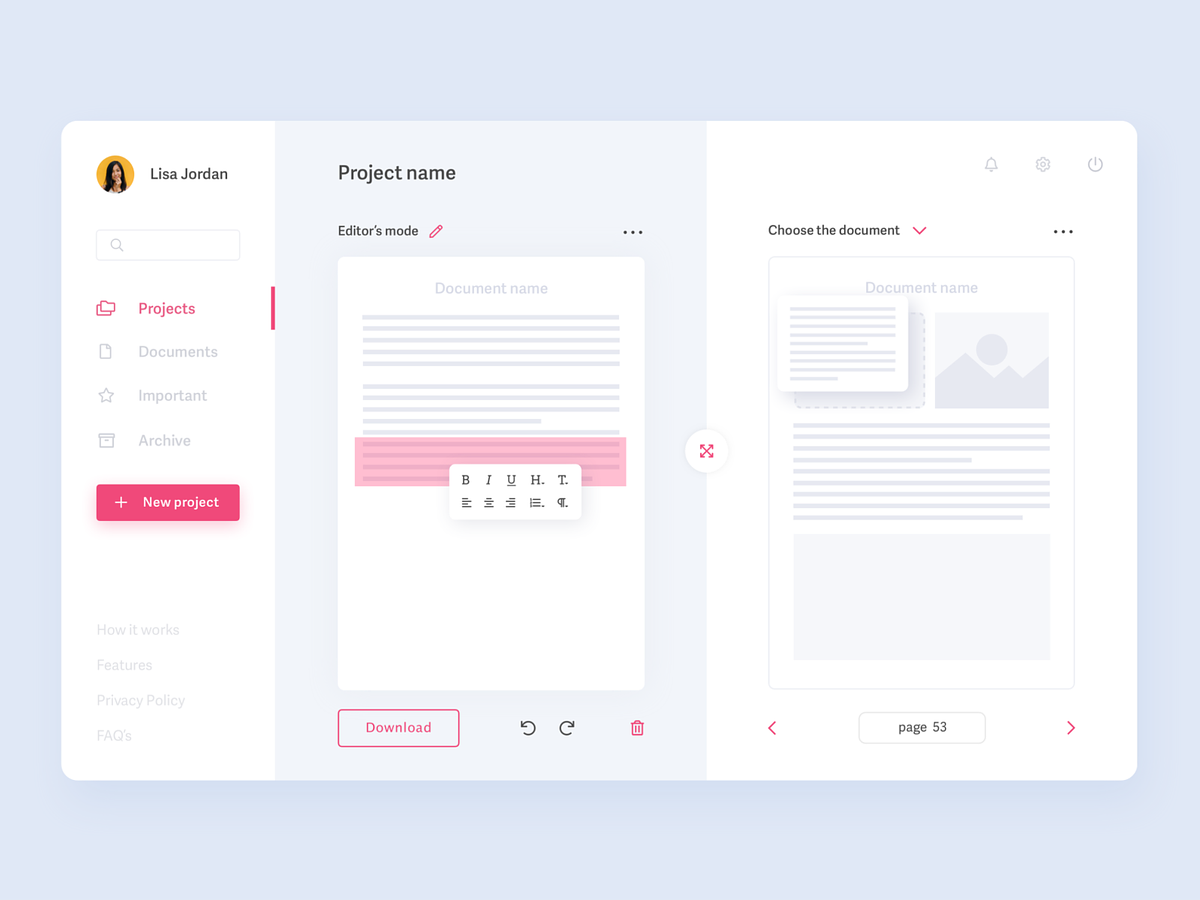 Lisa Jordan
Projects
Documents
Important
Archive
New project
How it works
Features
Privacy Policy
FAQ's
Project name
Editor's mode
Document name
B I U H. T.
Download
Choose the document
Document name
page 53